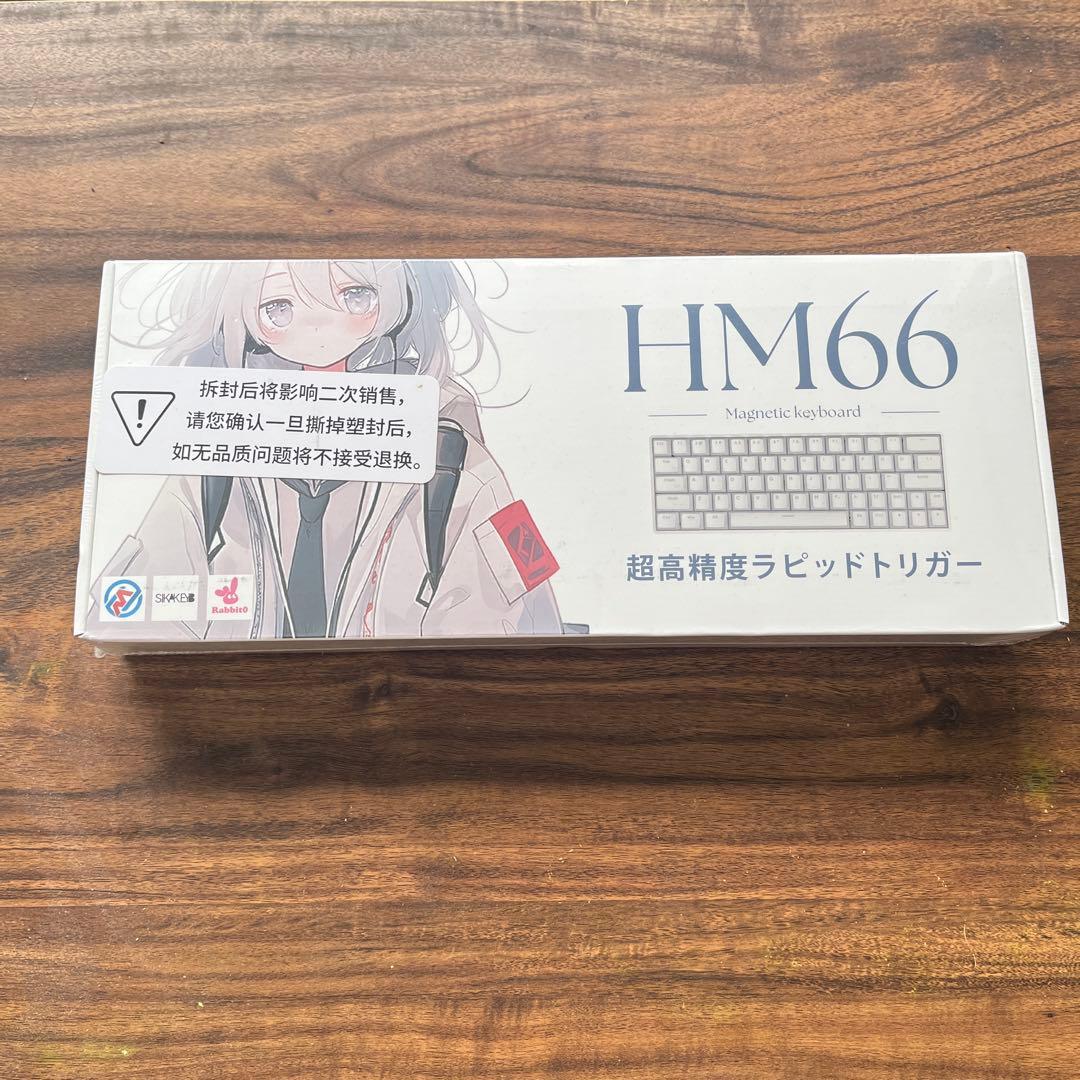 拆封后将影响二次销售，
请您确认一旦撕掉塑封后，
如无品质问题将不接受退换。
HM66
Magnetic keyboard
超高精度ラピッドトリガー
SIKAKEYB
Rabbit0